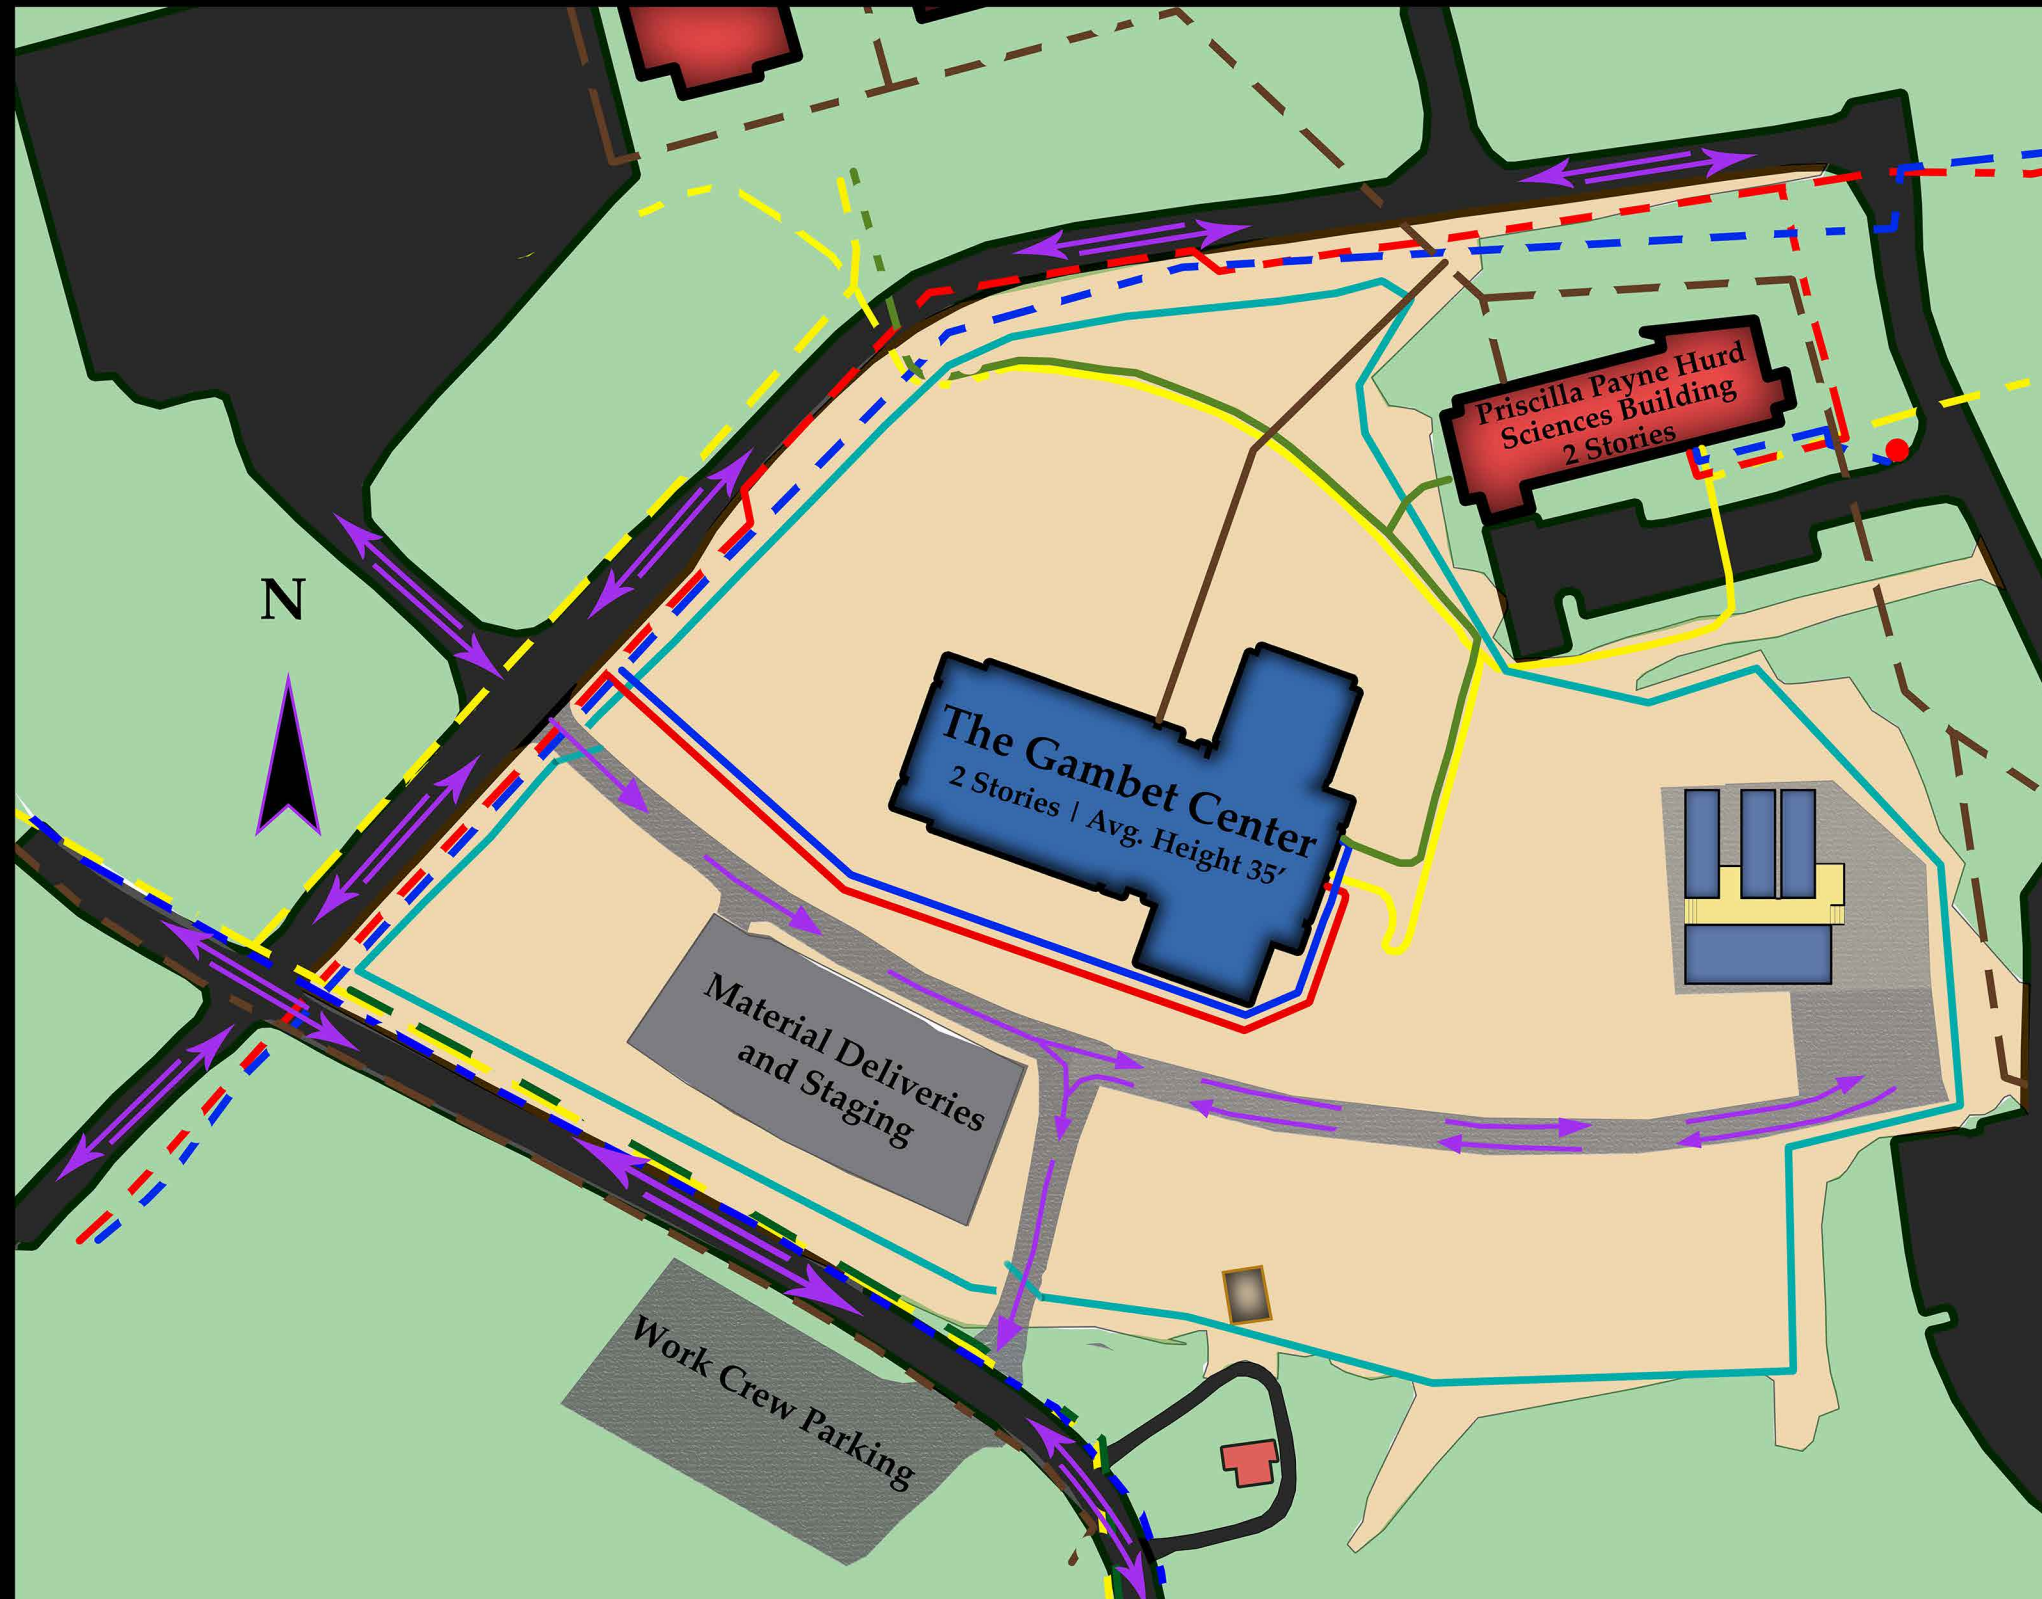 Priscilla Payne Hurd
Sciences Building
2 Stories
N
The Gambet Center
2 Stories | Avg. Height 35′
Material Deliveries
and Staging
Work Crew Parking